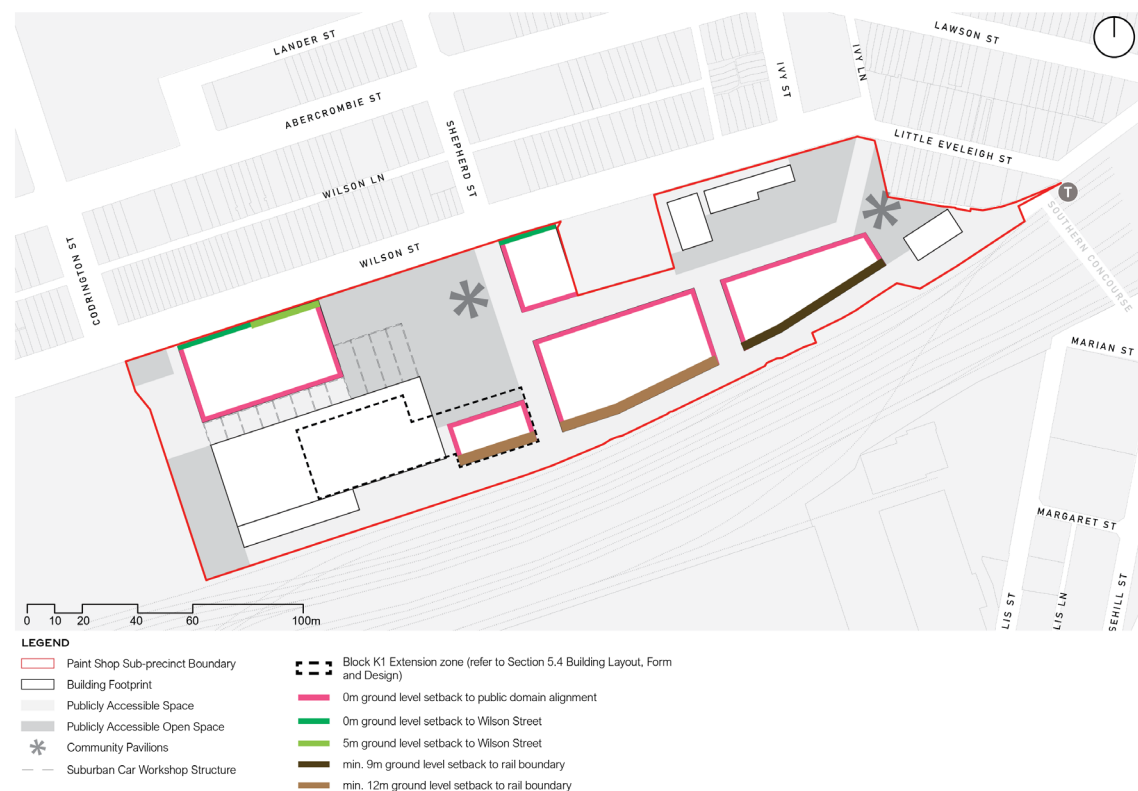 LANDER ST
LAWSON ST
IVY LN
IVY ST
ABERCROMBIE ST
SHEPHERD ST
LITTLE EVELEIGH ST
WILSON LN
T
SOUTHERN CONCOURSE
CODRINGTON ST
WILSON ST
MARIAN ST
MARGARET ST
LIS ST
LIS LN
SEHILL ST
0 10 20 40 60 100m
LEGEND
Paint Shop Sub-precinct Boundary
Building Footprint
Publicly Accessible Space
Publicly Accessible Open Space
Community Pavilions
Suburban Car Workshop Structure
Block K1 Extension zone (refer to Section 5.4 Building Layout, Form
and Design)
0m ground level setback to public domain alignment
0m ground level setback to Wilson Street
5m ground level setback to Wilson Street
min. 9m ground level setback to rail boundary
min. 12m ground level setback to rail boundary